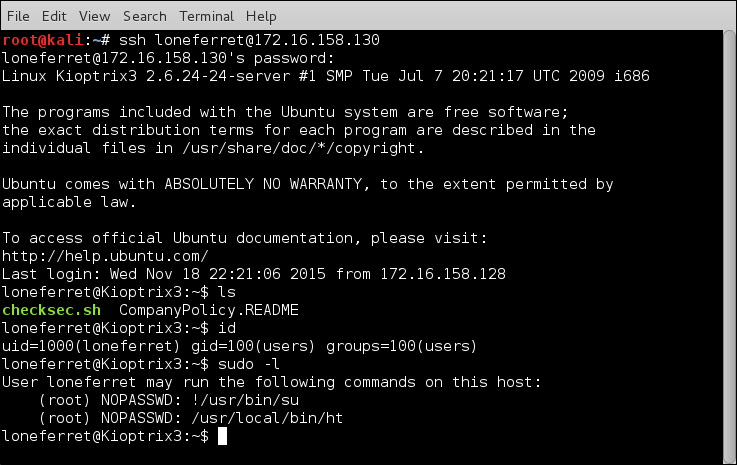 File Edit View Search Terminal Help
root@kali:~# ssh loneferret@172.16.158.130
loneferret@172.16.158.130's password:
Linux Kioptrix3 2.6.24-24-server #1 SMP Tue Jul 7 20:21:17 UTC 2009 i686

The programs included with the Ubuntu system are free software;
the exact distribution terms for each program are described in the
individual files in /usr/share/doc/*/copyright.

Ubuntu comes with ABSOLUTELY NO WARRANTY, to the extent permitted by
applicable law.

To access official Ubuntu documentation, please visit:
http://help.ubuntu.com/
Last login: Wed Nov 18 22:21:06 2015 from 172.16.158.128
loneferret@Kioptrix3:~$ ls
checksec.sh  CompanyPolicy.README
loneferret@Kioptrix3:~$ id
uid=1000(loneferret) gid=100(users) groups=100(users)
loneferret@Kioptrix3:~$ sudo -l
User loneferret may run the following commands on this host:
    (root) NOPASSWD: !/usr/bin/su
    (root) NOPASSWD: /usr/local/bin/ht
loneferret@Kioptrix3:~$